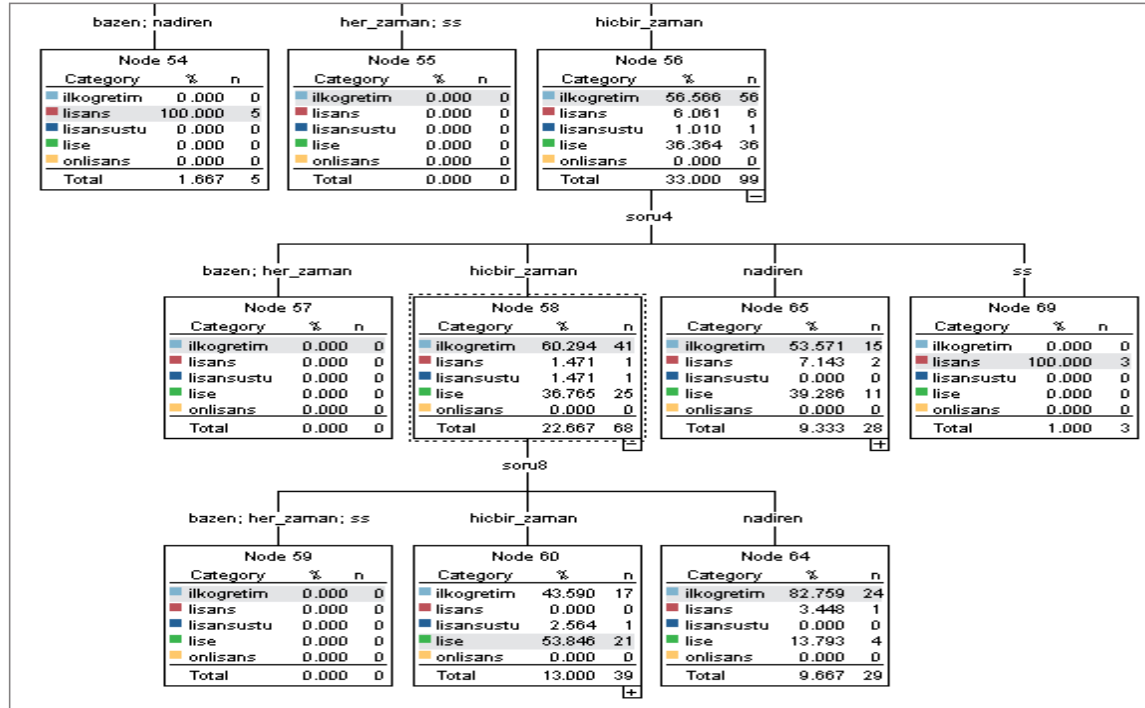 bazen; nadiren
her_zaman; ss
hicbir_zaman
Node 54
Category % n
ilkogretim 0.000 0
lisans 100.000 5
lisansustu 0.000 0
lise 0.000 0
onlisans 0.000 0
Total 1.667 5
Node 55
Category % n
ilkogretim 0.000 0
lisans 0.000 0
lisansustu 0.000 0
lise 0.000 0
onlisans 0.000 0
Total 0.000 0
Node 56
Category % n
ilkogretim 56.566 56
lisans 6.061 6
lisansustu 1.010 1
lise 36.364 36
onlisans 0.000 0
Total 33.000 99
soru4
bazen; her_zaman
hicbir_zaman
nadiren
ss
Node 57
Category % n
ilkogretim 0.000 0
lisans 0.000 0
lisansustu 0.000 0
lise 0.000 0
onlisans 0.000 0
Total 0.000 0
Node 58
Category % n
ilkogretim 60.294 41
lisans 1.471 1
lisansustu 1.471 1
lise 36.765 25
onlisans 0.000 0
Total 22.667 68
Node 65
Category % n
ilkogretim 53.571 15
lisans 7.143 2
lisansustu 0.000 0
lise 39.286 11
onlisans 0.000 0
Total 9.333 28
Node 69
Category % n
ilkogretim 0.000 0
lisans 100.000 3
lisansustu 0.000 0
lise 0.000 0
onlisans 0.000 0
Total 1.000 3
soru8
bazen; her_zaman; ss
hicbir_zaman
nadiren
Node 59
Category % n
ilkogretim 0.000 0
lisans 0.000 0
lisansustu 0.000 0
lise 0.000 0
onlisans 0.000 0
Total 0.000 0
Node 60
Category % n
ilkogretim 43.590 17
lisans 0.000 0
lisansustu 2.564 1
lise 53.846 21
onlisans 0.000 0
Total 13.000 39
Node 64
Category % n
ilkogretim 82.759 24
lisans 3.448 1
lisansustu 0.000 0
lise 13.793 4
onlisans 0.000 0
Total 9.667 29